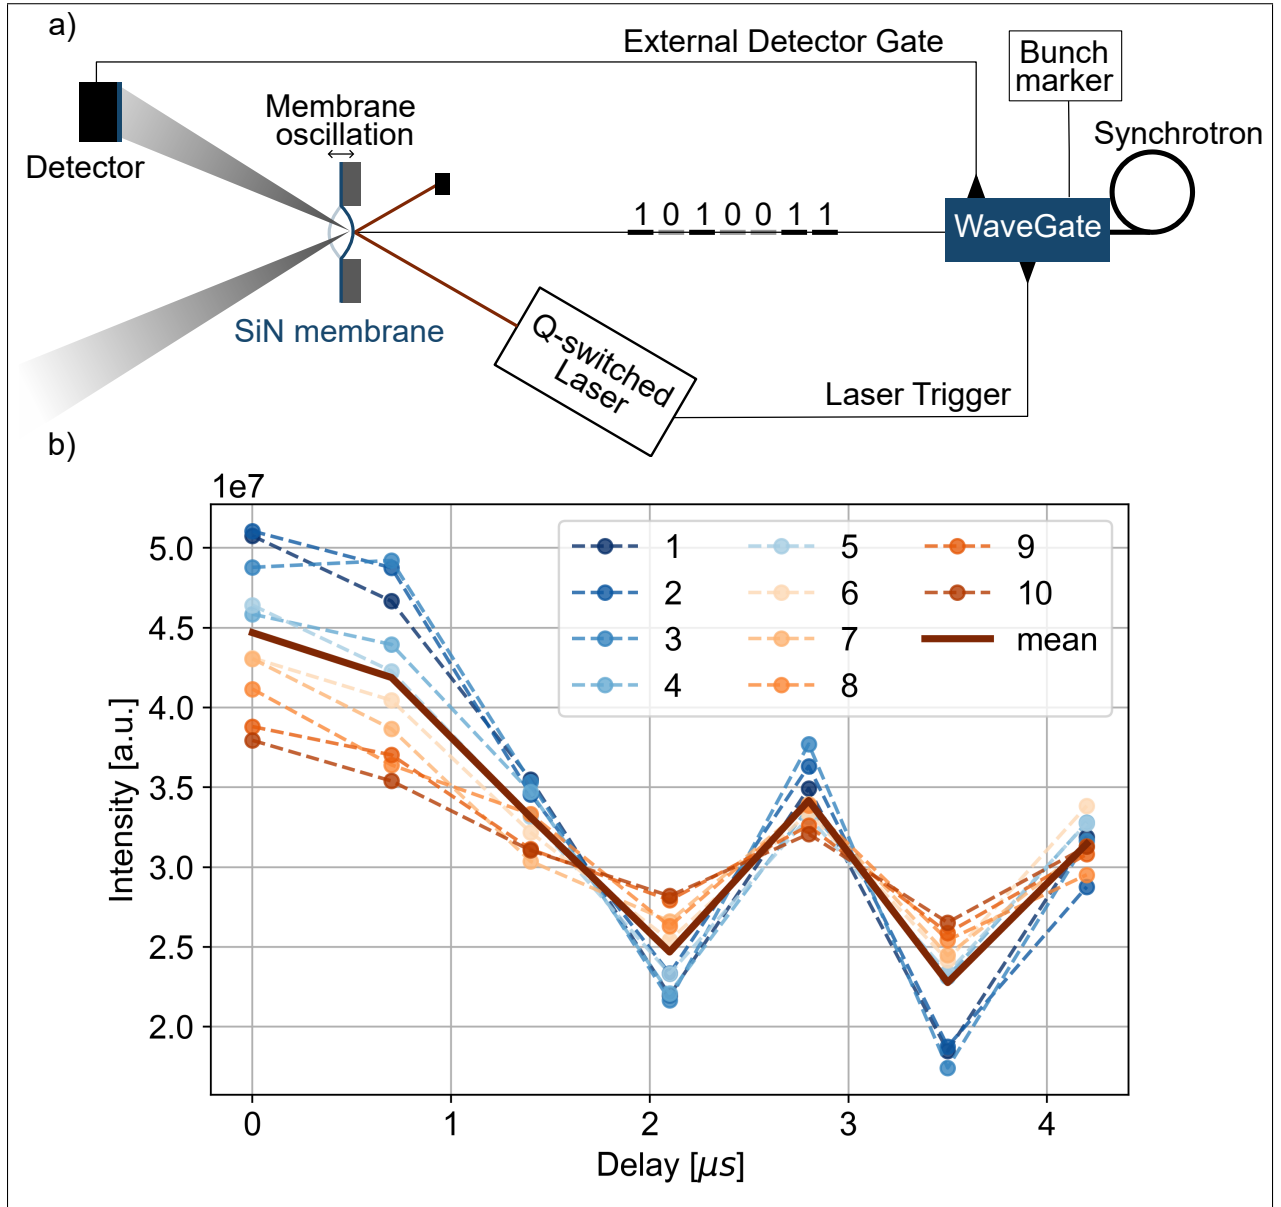 a)
External Detector Gate
Bunch
marker
Membrane
oscillation
Synchrotron
Detector
1 0 1 0 0 1 1
WaveGate
SiN membrane
Q-switched
Laser
Laser Trigger
b)
1e7
5.0
4.5
4.0
3.5
3.0
2.5
2.0
Intensity [a.u.]
1
2
3
4
5
6
7
8
9
10
mean
0 1 2 3 4
Delay [μs]